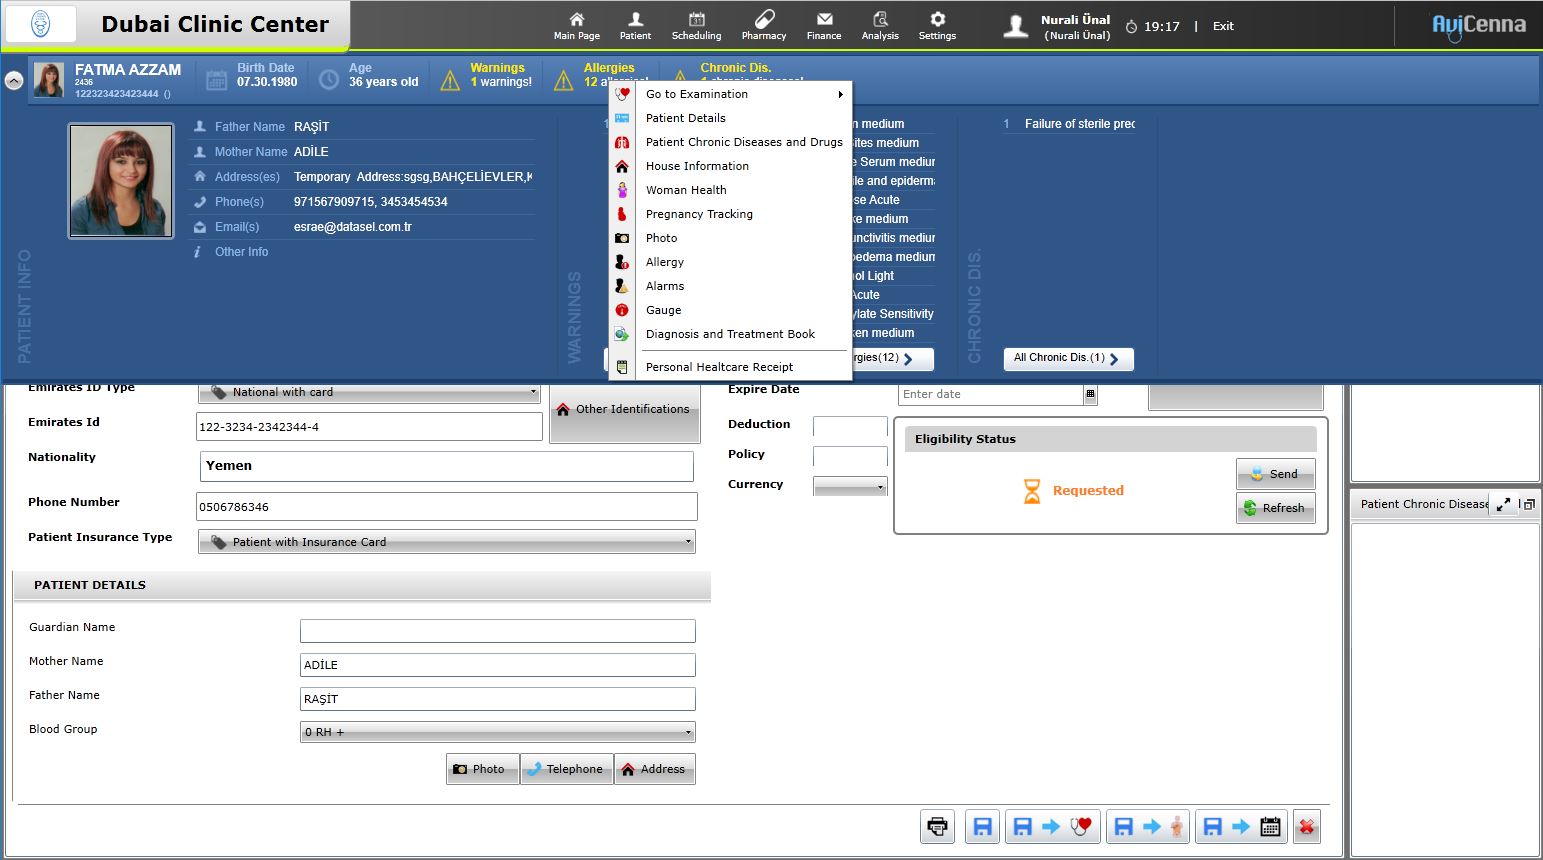 Dubai Clinic Center
Main Page
Patient
Scheduling
Pharmacy
Finance
Analysis
Settings
Nurali Ünal
(Nurali Ünal)
19:17 | Exit
AviCenna
FATMA AZZAM
2436
122323423423444 ()
Birth Date
07.30.1980
Age
36 years old
Warnings
1 warnings!
Allergies
12
Chronic Dis.
PATIENT INFO
Father Name RAŞİT
Mother Name ADİLE
Address(es) Temporary Address:sgsg,BAHÇELİEVLER,K
Phone(s) 971567909715, 3453454534
Email(s) esrae@datasel.com.tr
Other Info
WARNINGS
Go to Examination
Patient Details
Patient Chronic Diseases and Drugs
House Information
Woman Health
Pregnancy Tracking
Photo
Allergy
Alarms
Gauge
Diagnosis and Treatment Book
Personal Healtcare Receipt
n medium
ites medium
e Serum mediur
ile and epiderma
se Acute
ke medium
unctivitis mediur
edema medium
ol Light
Acute
ylate Sensitivity
ken medium
rgies(12)
CHRONIC DIS.
1 Failure of sterile prec
All Chronic Dis.(1)
Emirates ID Type National with card
Emirates Id 122-3234-2342344-4
Other Identifications
Nationality Yemen
Phone Number 0506786346
Patient Insurance Type Patient with Insurance Card
Expire Date Enter date
Deduction
Policy
Currency
Eligibility Status
Requested
Send
Refresh
Patient Chronic Disease
PATIENT DETAILS
Guardian Name
Mother Name ADİLE
Father Name RAŞİT
Blood Group 0 RH +
Photo
Telephone
Address